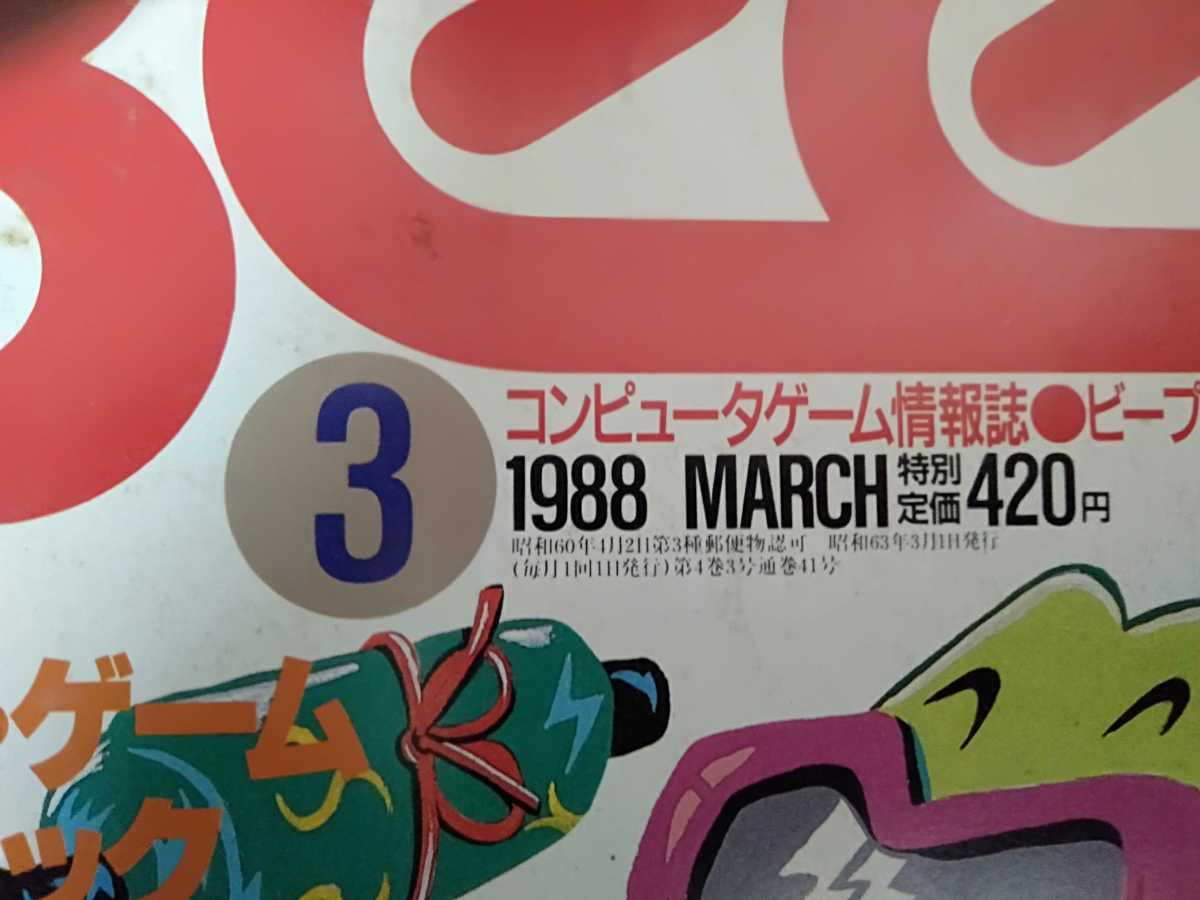 Bee
3
コンピュータゲーム情報誌●ビープ
1988 MARCH 特別定価420円
昭和60年4月2日第3種郵便物認可 昭和63年3月1日発行
(毎月1回1日発行)第4巻3号通巻41号
ゲーム
ック